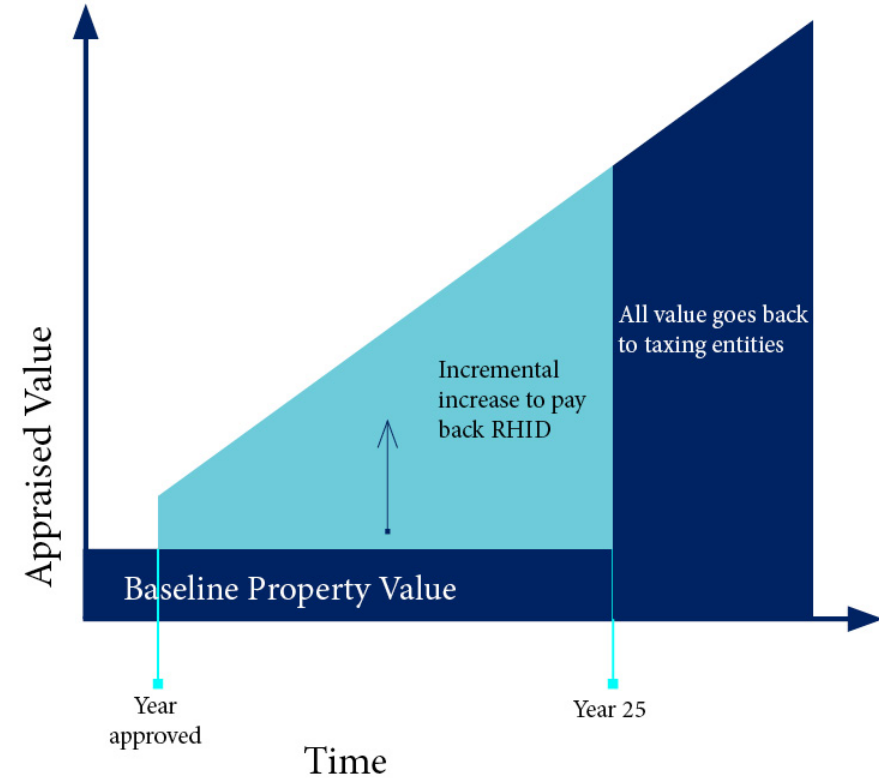 Appraised Value
All value goes back
to taxing entities
Incremental
increase to pay
back RHID
Baseline Property Value
Year
approved
Year 25
Time